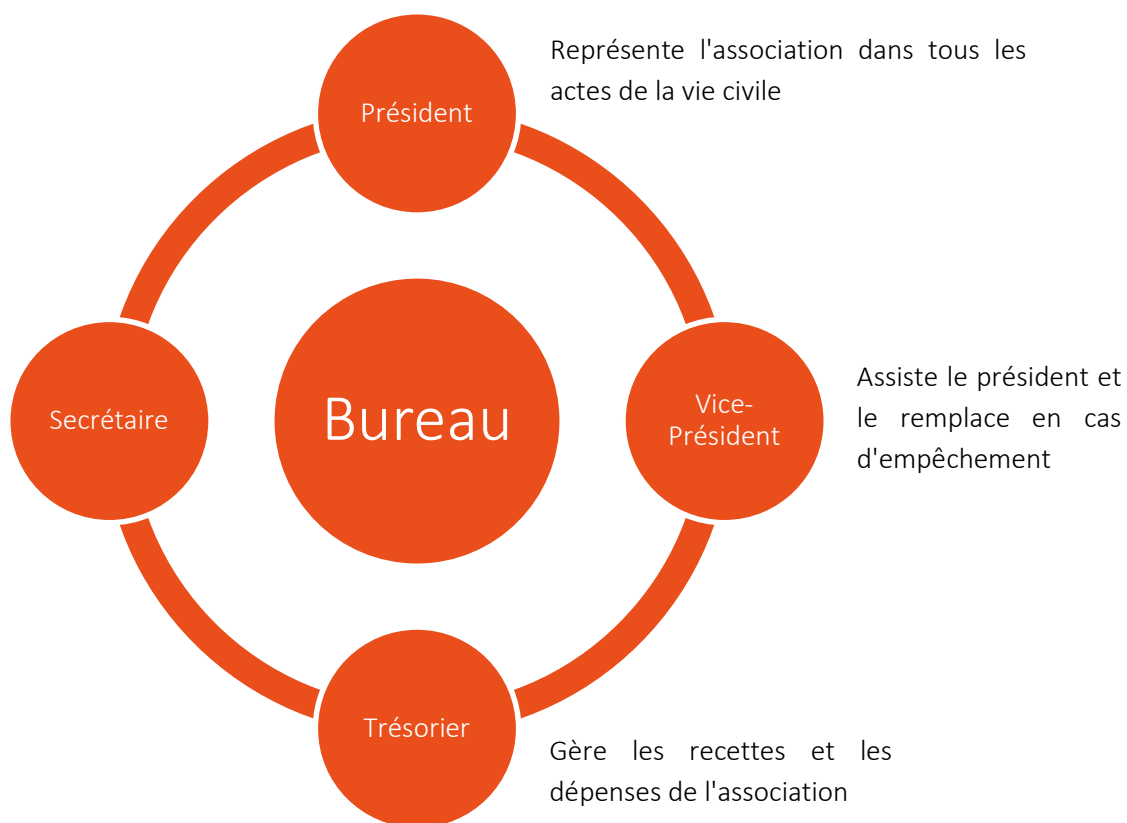 Représente l'association dans tous les
actes de la vie civile
Président
Secrétaire
Bureau
Vice-
Président
Assiste le président et
le remplace en cas
d'empêchement
Trésorier
Gère les recettes et les
dépenses de l'association